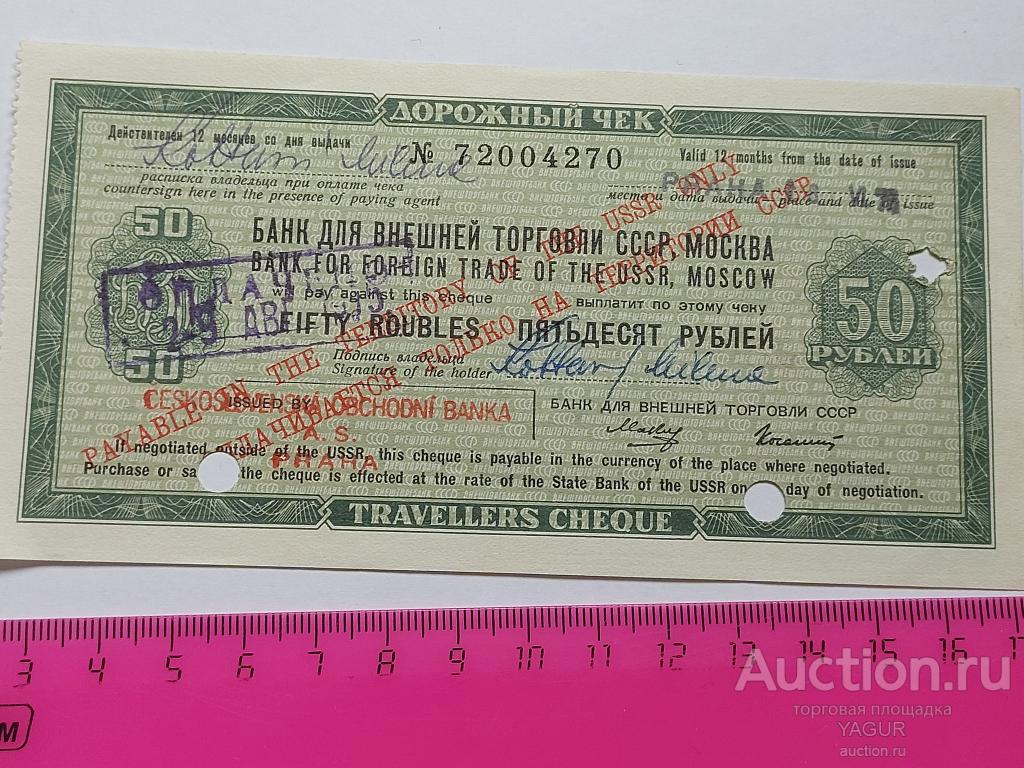 ДОРОЖНЫЙ ЧЕК
Действителен 12 месяцев со дня выдачи
№ 72004270
Valid 12 months from the date of issue
расписка владельца при оплате чека
countersign here in the presence of paying agent
PRAHA
место и дата выдачи place and date of issue
50
БАНК ДЛЯ ВНЕШНЕЙ ТОРГОВЛИ СССР, МОСКВА
BANK FOR FOREIGN TRADE OF THE USSR, MOSCOW
will pay against this cheque
выплатит по этому чеку
FIFTY ROUBLES ПЯТЬДЕСЯТ РУБЛЕЙ
50
РУБЛЕЙ
50
Подпись владельца
Signature of the holder
PAYABLE IN THE TERRITORY OF THE USSR ONLY
ОПЛАЧИВАЕТСЯ ТОЛЬКО НА ТЕРРИТОРИИ СССР
ISSUED BY
ČESKOSLOVENSKÁ OBCHODNÍ BANKA
A. S.
PRAHA
БАНК ДЛЯ ВНЕШНЕЙ ТОРГОВЛИ СССР
If negotiated outside of the USSR, this cheque is payable in the currency of the place where negotiated.
Purchase or the cheque is effected at the rate of the State Bank of the USSR on day of negotiation.
TRAVELLERS CHEQUE
3 4 5 6 7 8 9 10 11 12 13 14 15 16
Auction.ru
торговая площадка
YAGUR
auction.ru